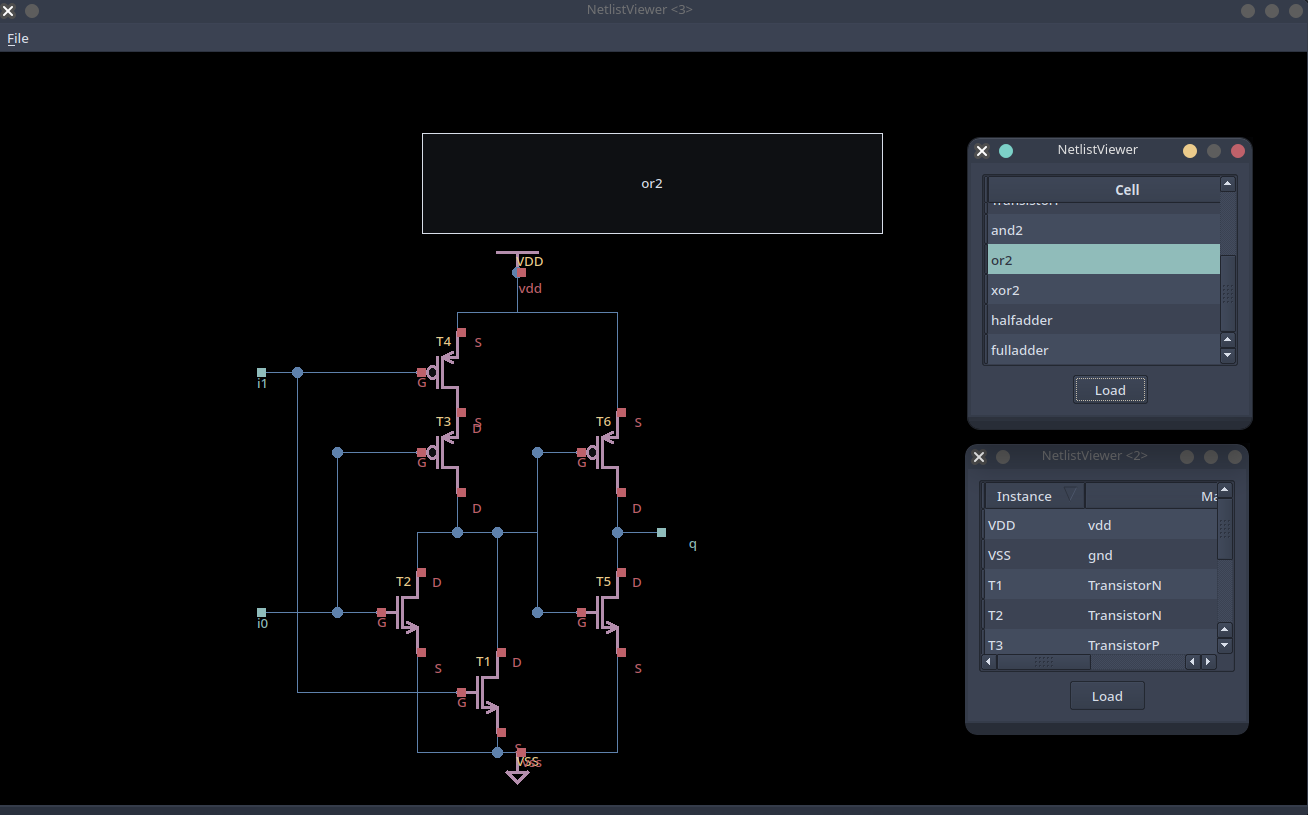 NetlistViewer <3>
File
or2
VDD
vdd
T4
S
i1
G
T3
S
D
T6
S
G
G
D
D
q
T2
D
T5
D
i0
G
G
T1
D
S
S
G
S
VSS
vss
NetlistViewer
Cell
TransistorP
and2
or2
xor2
halfadder
fulladder
Load
NetlistViewer <2>
Instance
Ma
VDD vdd
VSS gnd
T1 TransistorN
T2 TransistorN
T3 TransistorP
Load